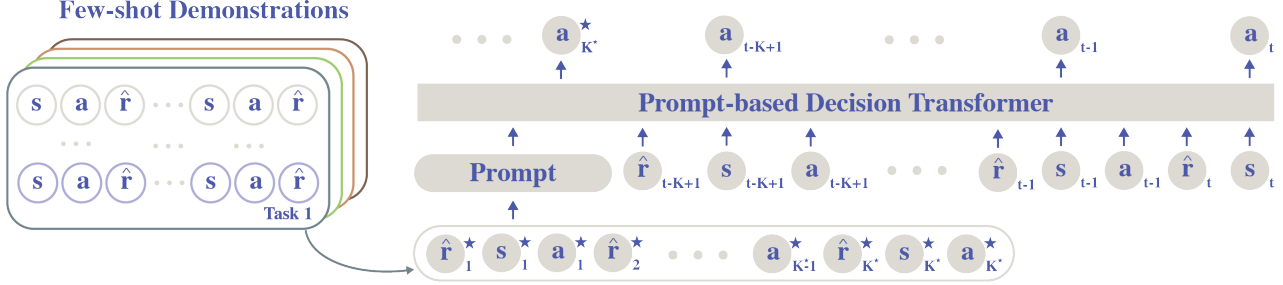 Few-shot Demonstrations
s a r̂ ... s a r̂
... ... ...
s a r̂ ... s a r̂
Task 1
... a★K* a t-K+1 ... a t-1 a t
Prompt-based Decision Transformer
Prompt r̂ t-K+1 s t-K+1 a t-K+1 ... r̂ t-1 s t-1 a t-1 r̂ t s t
r̂★1 s★1 a★1 r̂★2 ... a★K*-1 r̂★K* s★K* a★K*